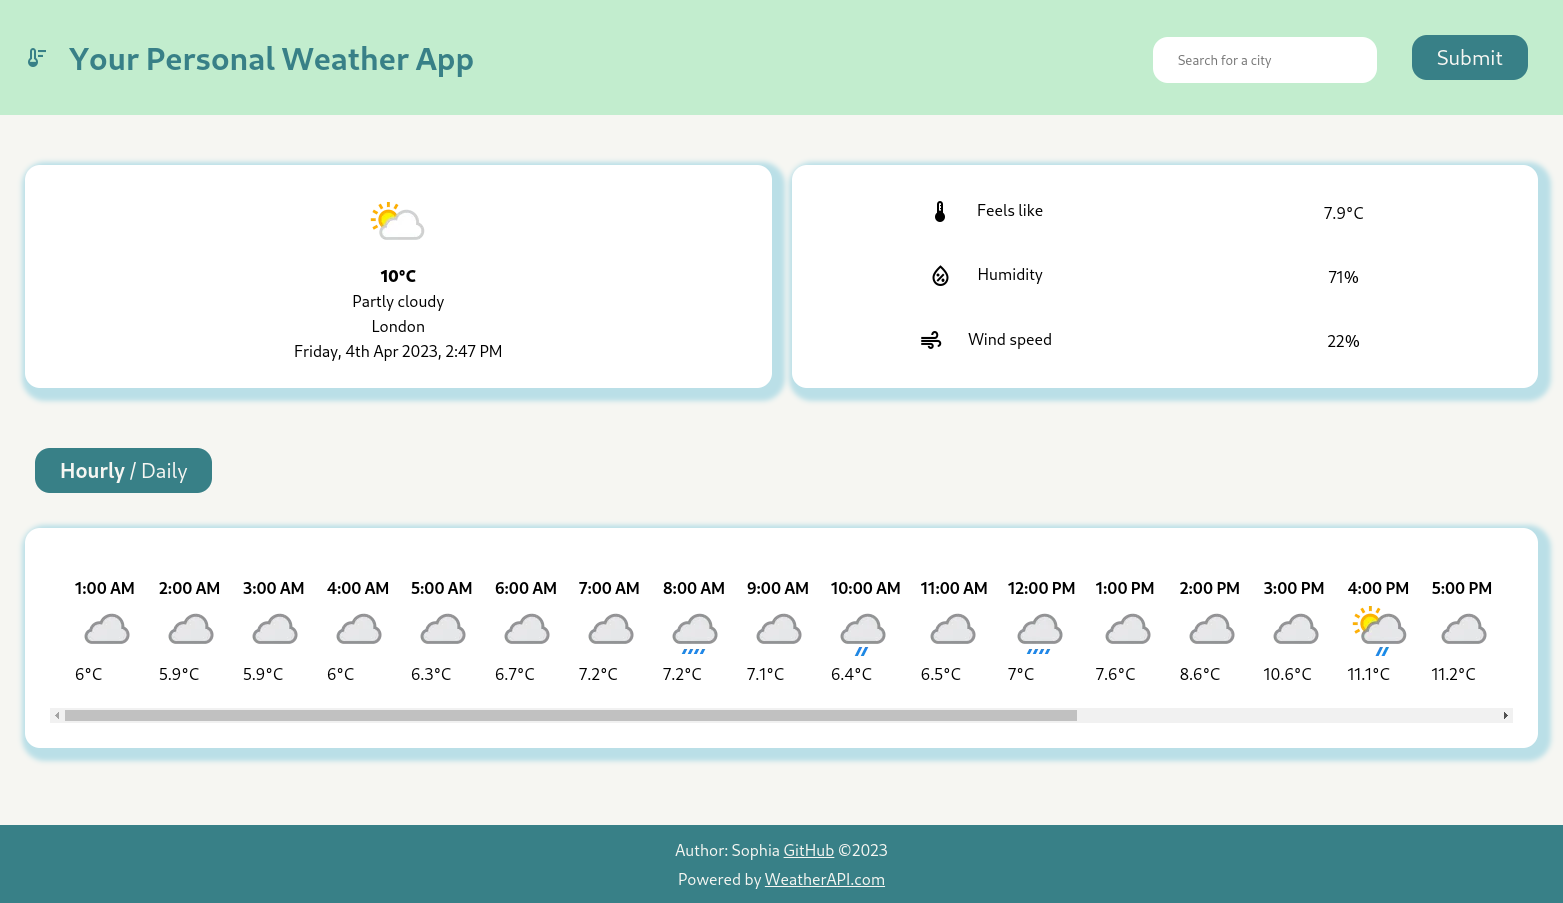 Your Personal Weather App
Search for a city
Submit
10°C
Partly cloudy
London
Friday, 4th Apr 2023, 2:47 PM
Feels like 7.9°C
Humidity 71%
Wind speed 22%
Hourly / Daily
1:00 AM 2:00 AM 3:00 AM 4:00 AM 5:00 AM 6:00 AM 7:00 AM 8:00 AM 9:00 AM 10:00 AM 11:00 AM 12:00 PM 1:00 PM 2:00 PM 3:00 PM 4:00 PM 5:00 PM
6°C 5.9°C 5.9°C 6°C 6.3°C 6.7°C 7.2°C 7.2°C 7.1°C 6.4°C 6.5°C 7°C 7.6°C 8.6°C 10.6°C 11.1°C 11.2°C
Author: Sophia GitHub ©2023
Powered by WeatherAPI.com